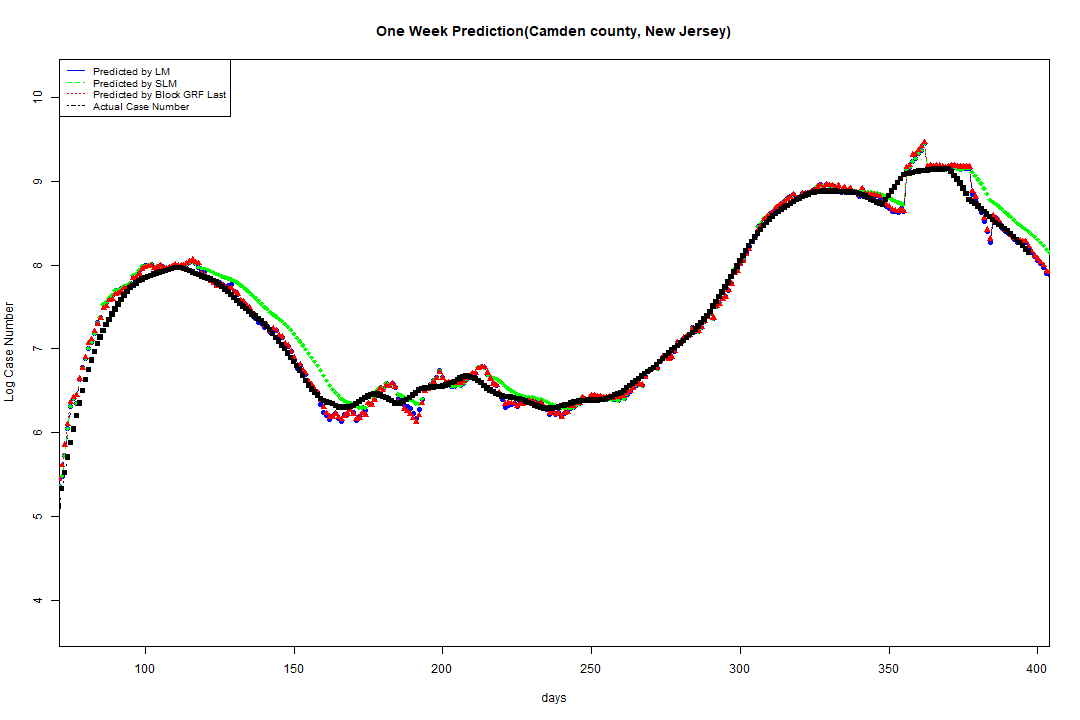 One Week Prediction(Camden county, New Jersey)
Predicted by LM
Predicted by SLM
Predicted by Block GRF Last
Actual Case Number
10
9
8
7
6
5
4
Log Case Number
100 150 200 250 300 350 400
days